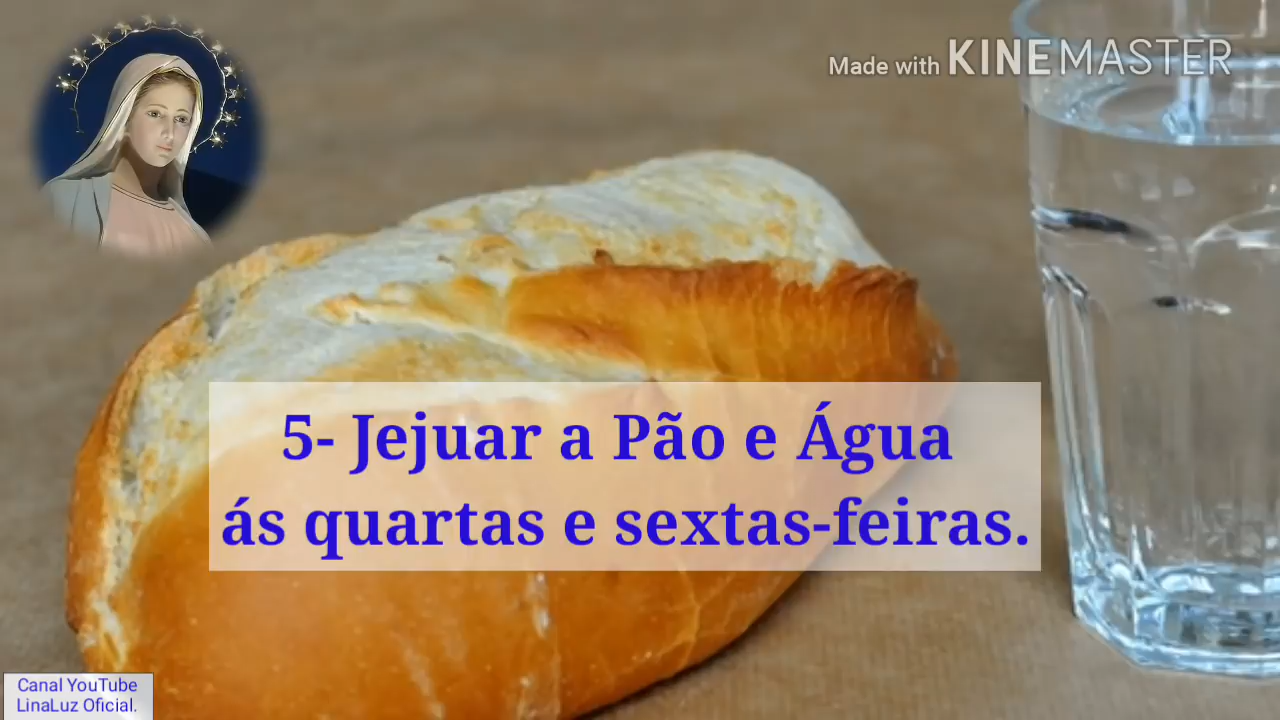 Made with KINEMASTER
5- Jejuar a Pão e Água
ás quartas e sextas-feiras.
Canal YouTube
LinaLuz Oficial.